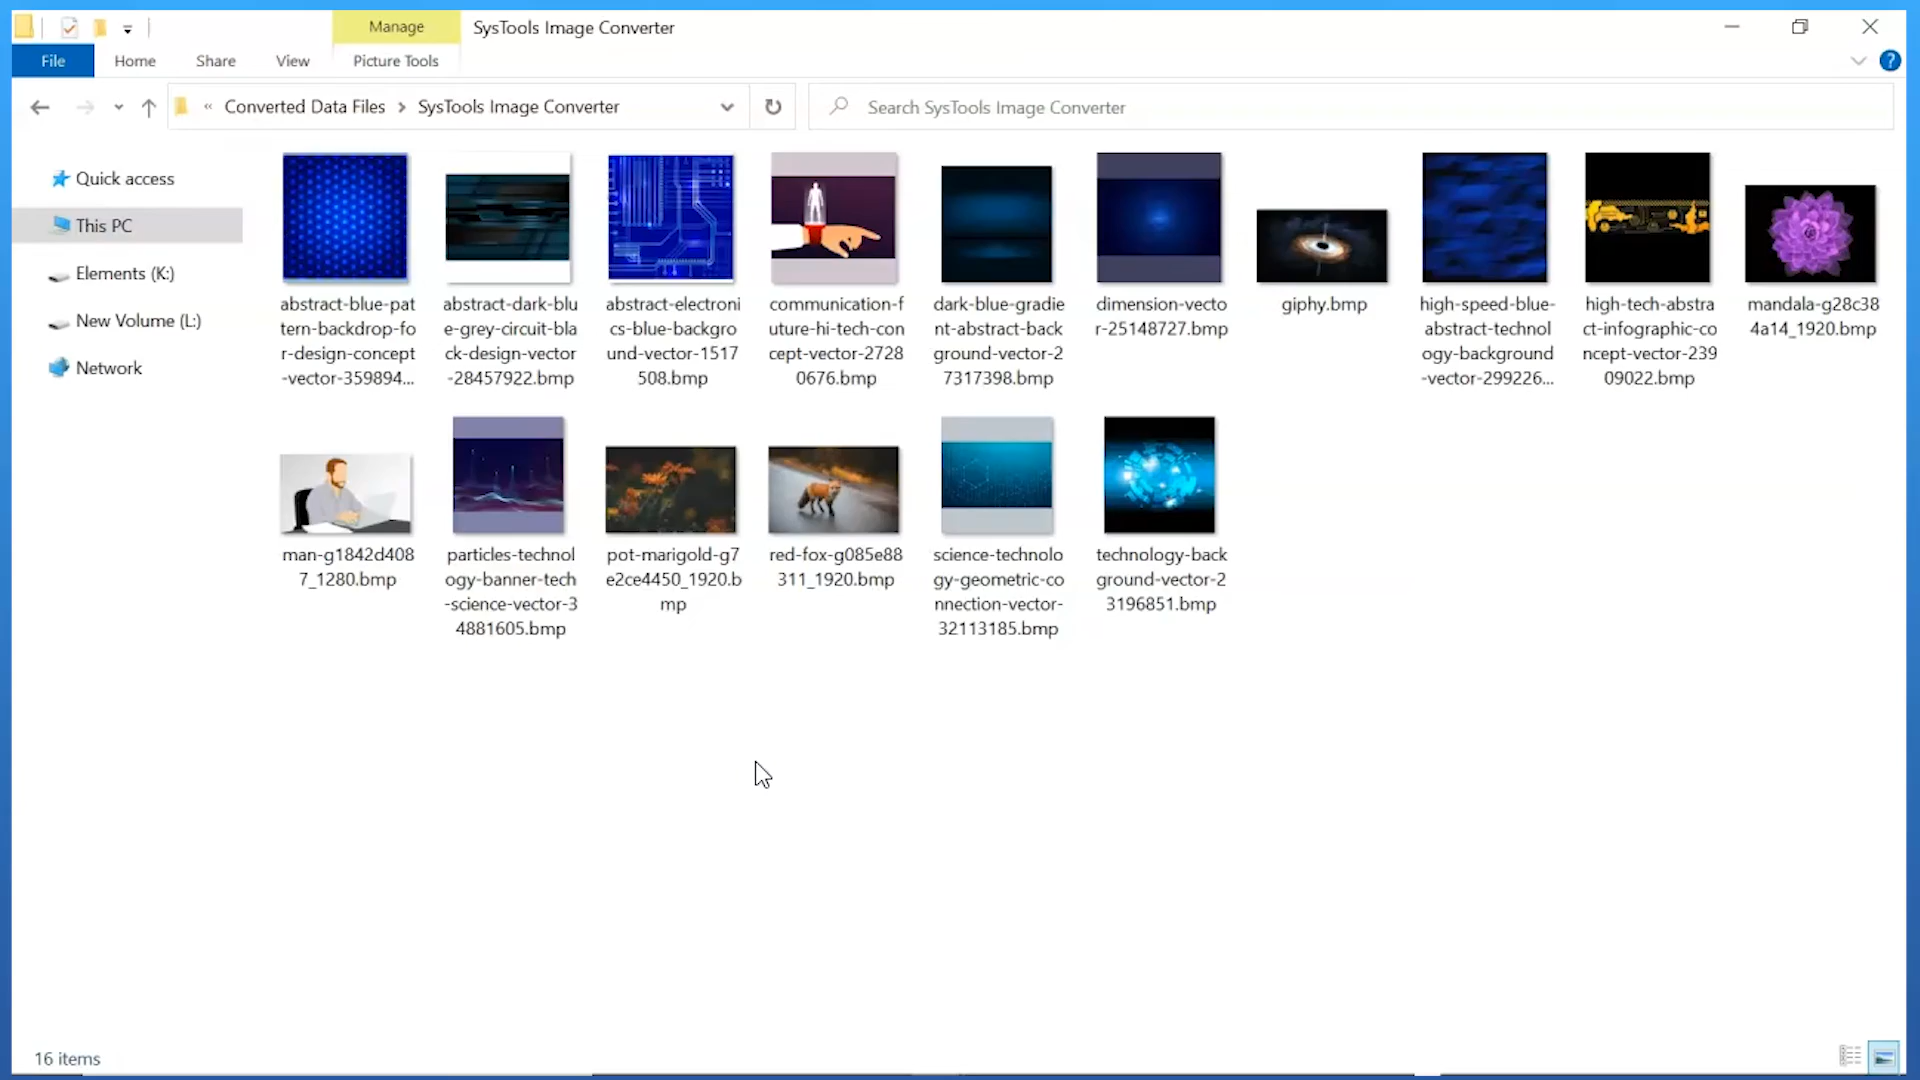 Manage
SysTools Image Converter
File
Home
Share
View
Picture Tools
?
« Converted Data Files > SysTools Image Converter
Search SysTools Image Converter
Quick access
This PC
Elements (K:)
New Volume (L:)
Network
abstract-blue-pat
tern-backdrop-fo
r-design-concept
-vector-359894...
abstract-dark-blu
e-grey-circuit-bla
ck-design-vector
-28457922.bmp
abstract-electroni
cs-blue-backgro
und-vector-1517
508.bmp
communication-f
uture-hi-tech-con
cept-vector-2728
0676.bmp
dark-blue-gradie
nt-abstract-back
ground-vector-2
7317398.bmp
dimension-vecto
r-25148727.bmp
giphy.bmp
high-speed-blue-
abstract-technol
ogy-background
-vector-299226...
high-tech-abstra
ct-infographic-co
ncept-vector-239
09022.bmp
mandala-g28c38
4a14_1920.bmp
man-g1842d408
7_1280.bmp
particles-technol
ogy-banner-tech
-science-vector-3
4881605.bmp
pot-marigold-g7
e2ce4450_1920.b
mp
red-fox-g085e88
311_1920.bmp
science-technolo
gy-geometric-co
nnection-vector-
32113185.bmp
technology-back
ground-vector-2
3196851.bmp
16 items